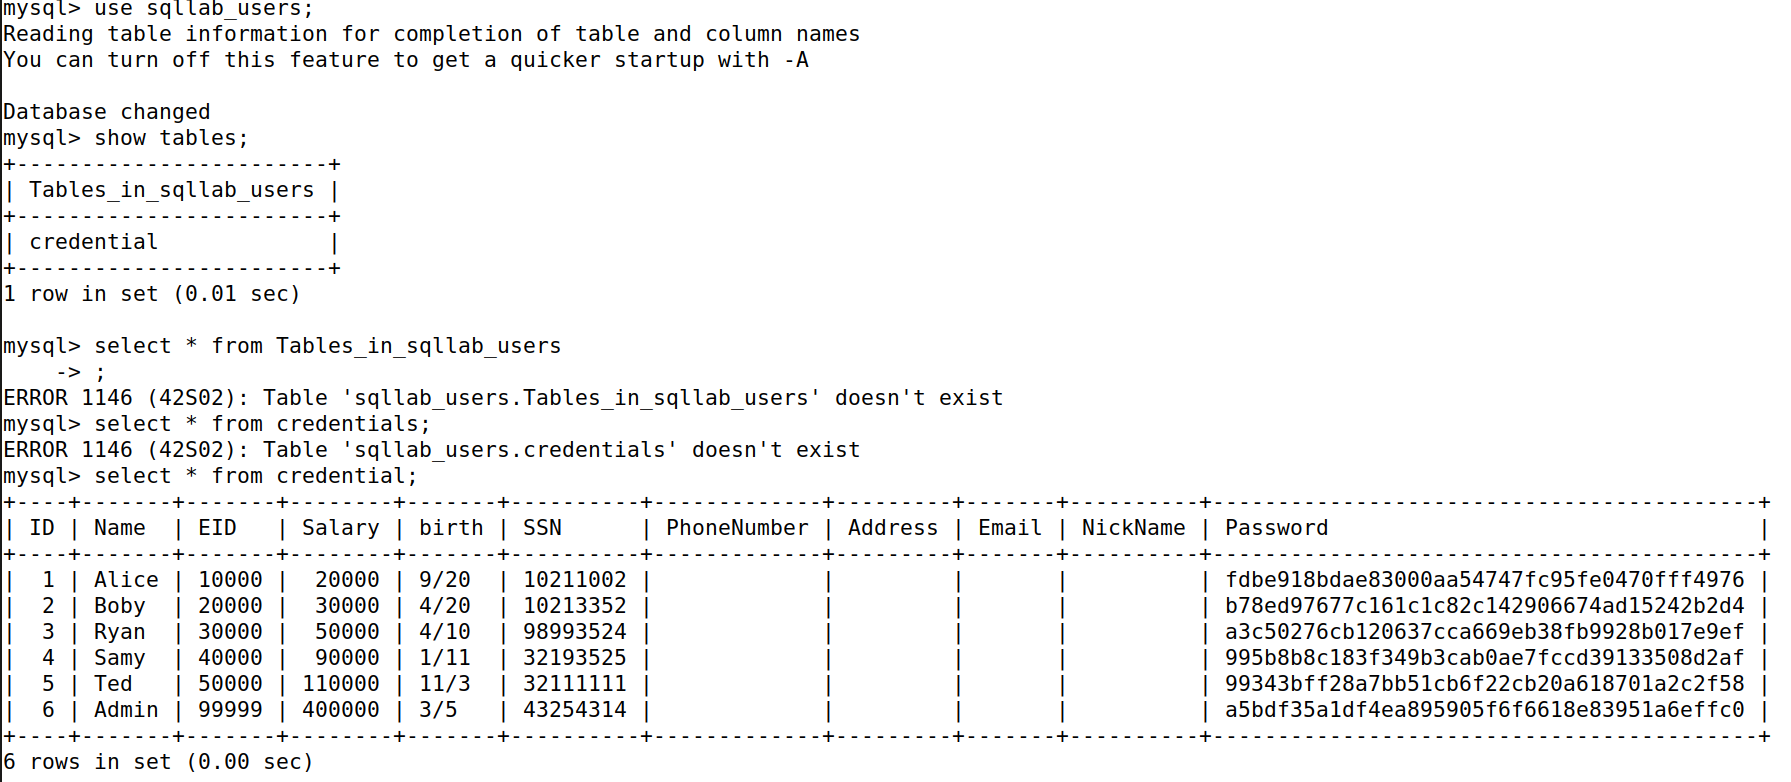 mysql> use sqllab_users;
Reading table information for completion of table and column names
You can turn off this feature to get a quicker startup with -A

Database changed
mysql> show tables;
+------------------------+
| Tables_in_sqllab_users |
+------------------------+
| credential             |
+------------------------+
1 row in set (0.01 sec)

mysql> select * from Tables_in_sqllab_users
    -> ;
ERROR 1146 (42S02): Table 'sqllab_users.Tables_in_sqllab_users' doesn't exist
mysql> select * from credentials;
ERROR 1146 (42S02): Table 'sqllab_users.credentials' doesn't exist
mysql> select * from credential;
+----+-------+-------+--------+-------+----------+-------------+---------+-------+----------+------------------------------------------+
| ID | Name  | EID   | Salary | birth | SSN      | PhoneNumber | Address | Email | NickName | Password                                 |
+----+-------+-------+--------+-------+----------+-------------+---------+-------+----------+------------------------------------------+
|  1 | Alice | 10000 |  20000 | 9/20  | 10211002 |             |         |       |          | fdbe918bdae83000aa54747fc95fe0470fff4976 |
|  2 | Boby  | 20000 |  30000 | 4/20  | 10213352 |             |         |       |          | b78ed97677c161c1c82c142906674ad15242b2d4 |
|  3 | Ryan  | 30000 |  50000 | 4/10  | 98993524 |             |         |       |          | a3c50276cb120637cca669eb38fb9928b017e9ef |
|  4 | Samy  | 40000 |  90000 | 1/11  | 32193525 |             |         |       |          | 995b8b8c183f349b3cab0ae7fccd39133508d2af |
|  5 | Ted   | 50000 | 110000 | 11/3  | 32111111 |             |         |       |          | 99343bff28a7bb51cb6f22cb20a618701a2c2f58 |
|  6 | Admin | 99999 | 400000 | 3/5   | 43254314 |             |         |       |          | a5bdf35a1df4ea895905f6f6618e83951a6effc0 |
+----+-------+-------+--------+-------+----------+-------------+---------+-------+----------+------------------------------------------+
6 rows in set (0.00 sec)